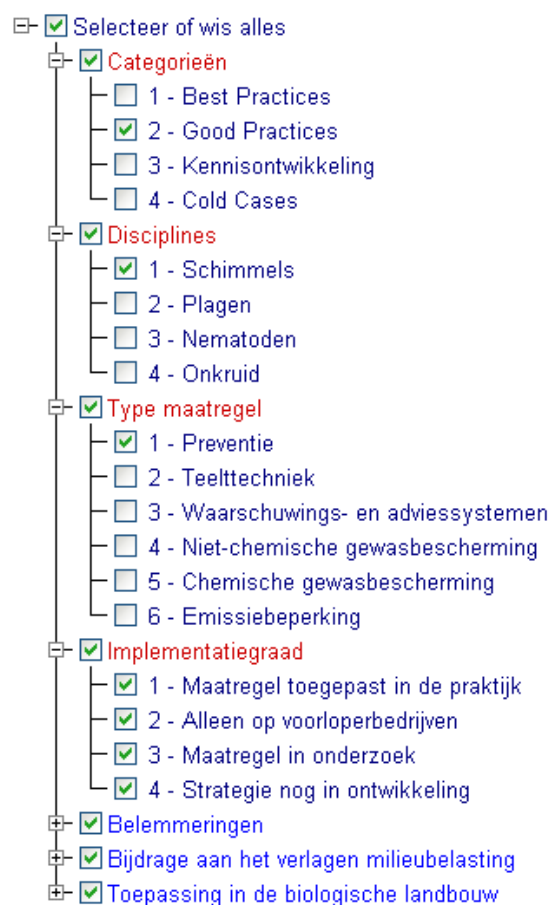 Selecteer of wis alles
Categorieën
1 - Best Practices
2 - Good Practices
3 - Kennisontwikkeling
4 - Cold Cases
Disciplines
1 - Schimmels
2 - Plagen
3 - Nematoden
4 - Onkruid
Type maatregel
1 - Preventie
2 - Teelttechniek
3 - Waarschuwings- en adviessystemen
4 - Niet-chemische gewasbescherming
5 - Chemische gewasbescherming
6 - Emissiebeperking
Implementatiegraad
1 - Maatregel toegepast in de praktijk
2 - Alleen op voorloperbedrijven
3 - Maatregel in onderzoek
4 - Strategie nog in ontwikkeling
Belemmeringen
Bijdrage aan het verlagen milieubelasting
Toepassing in de biologische landbouw